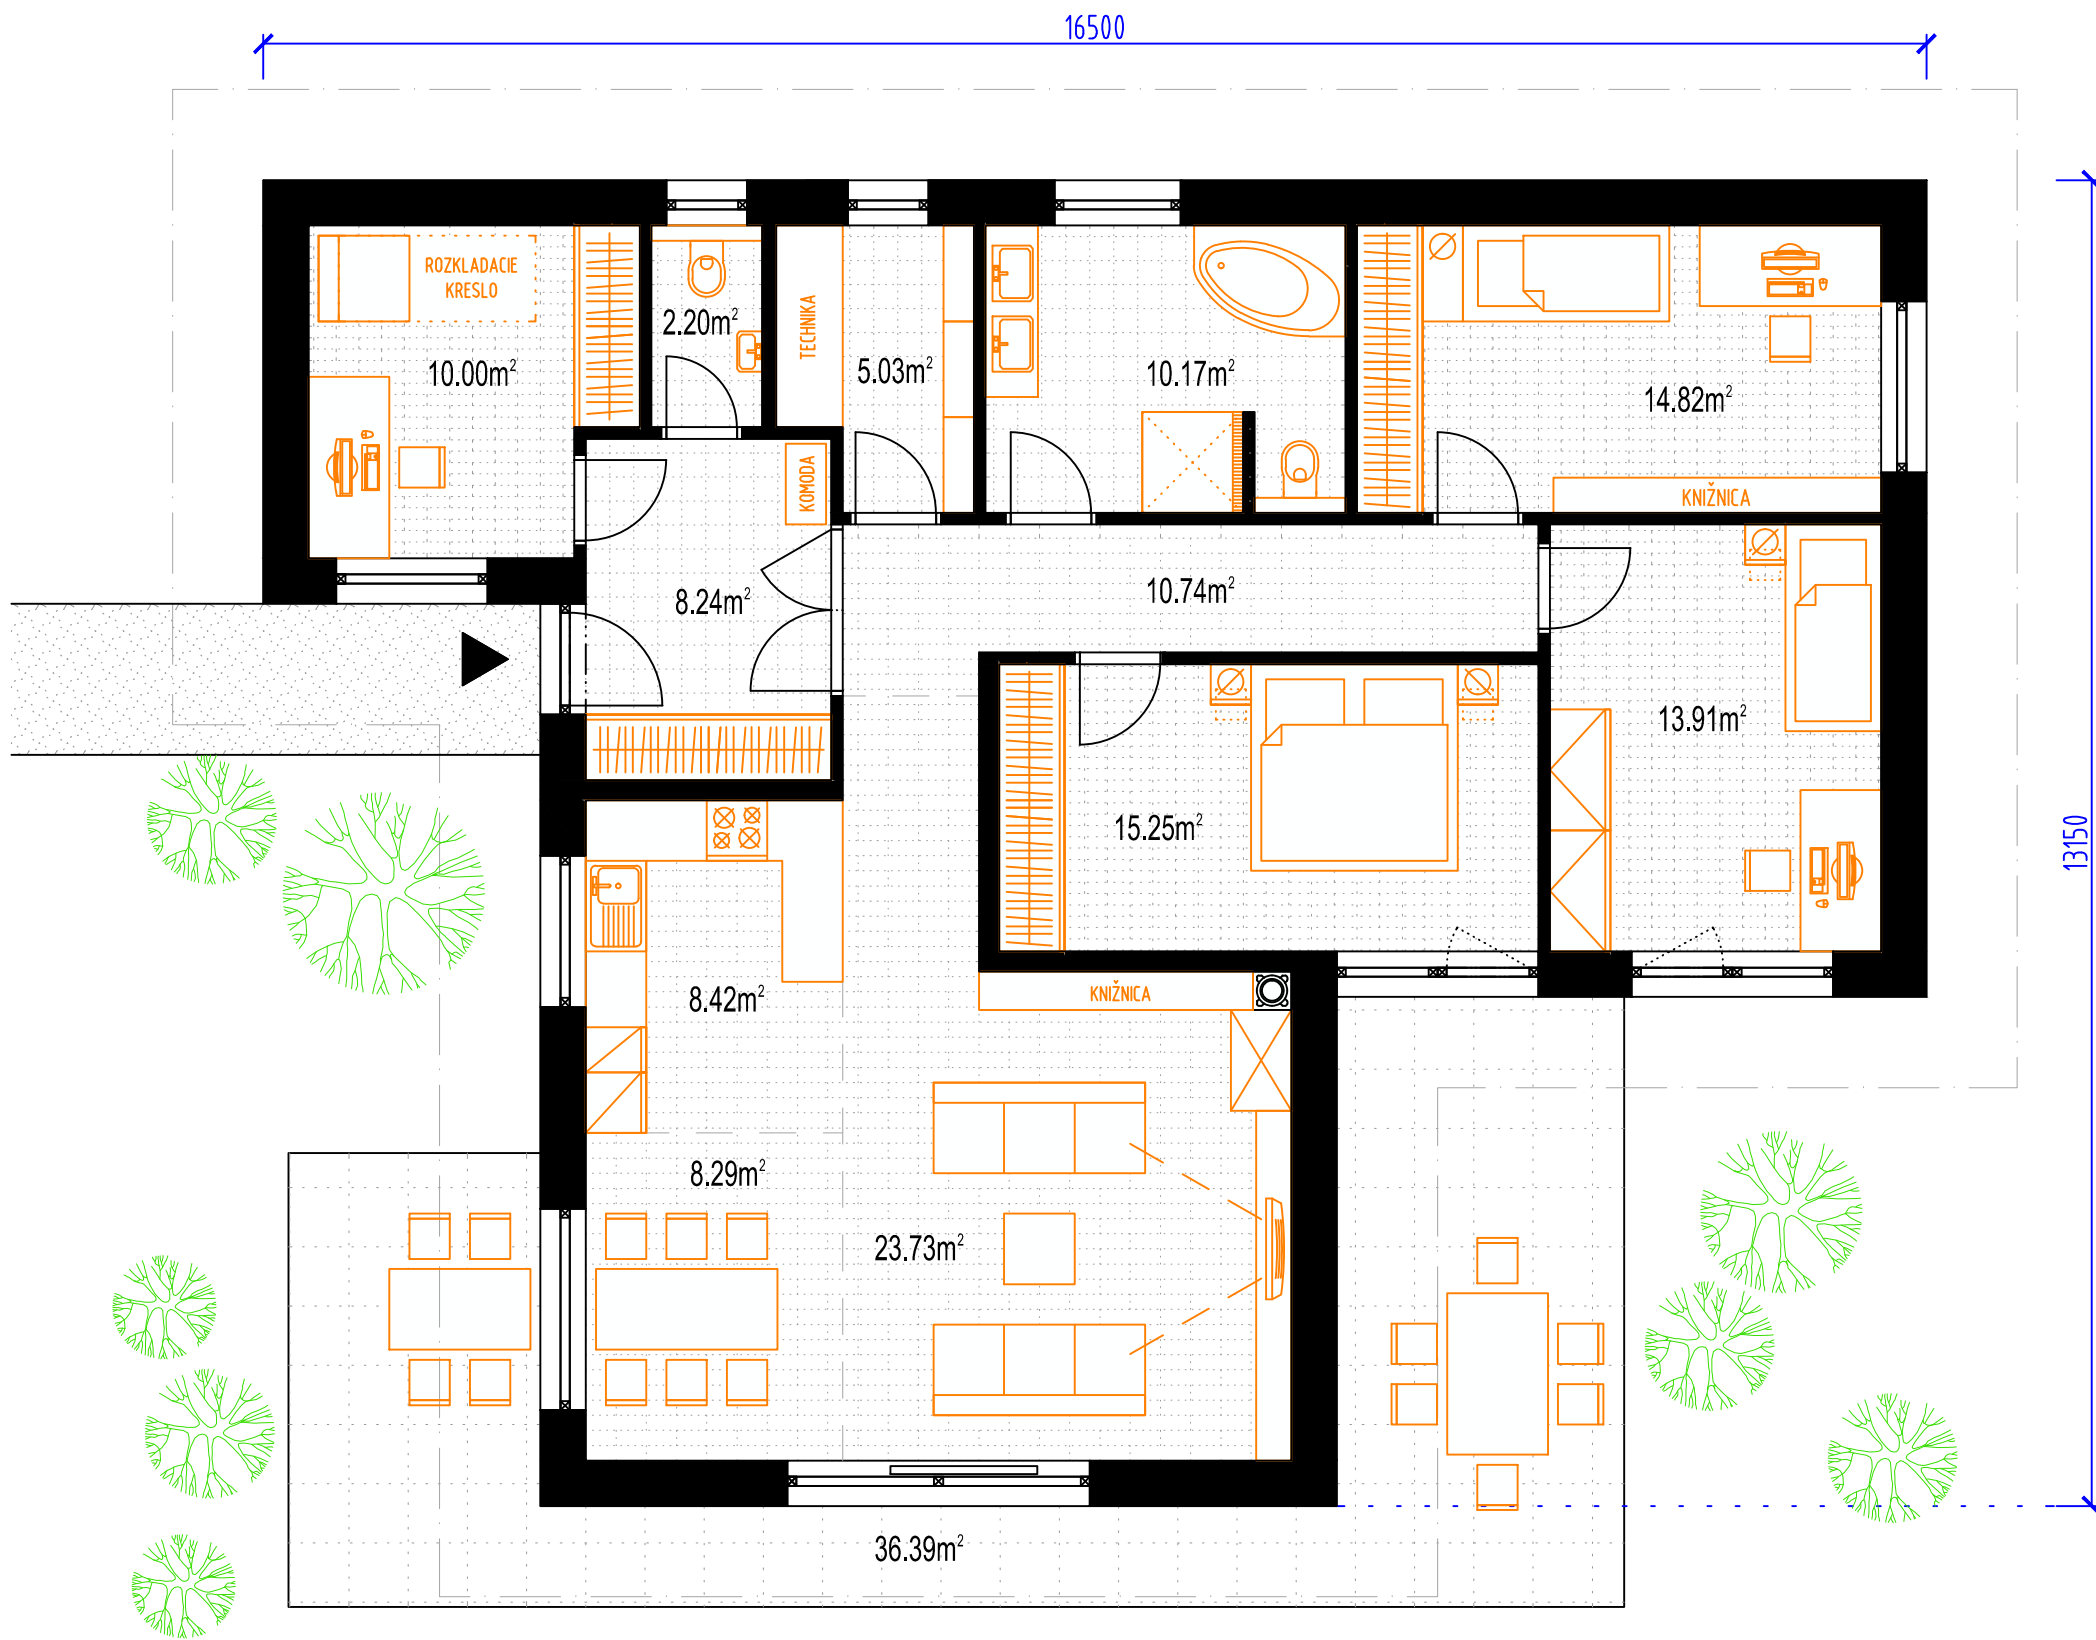 16500
ROZKLADACIE
KRESLO
2.20m²
TECHNIKA
10.00m²
5.03m²
10.17m²
14.82m²
KOMODA
KNIŽNICA
8.24m²
10.74m²
13.91m²
15.25m²
13150
8.42m²
KNIŽNICA
8.29m²
23.73m²
36.39m²